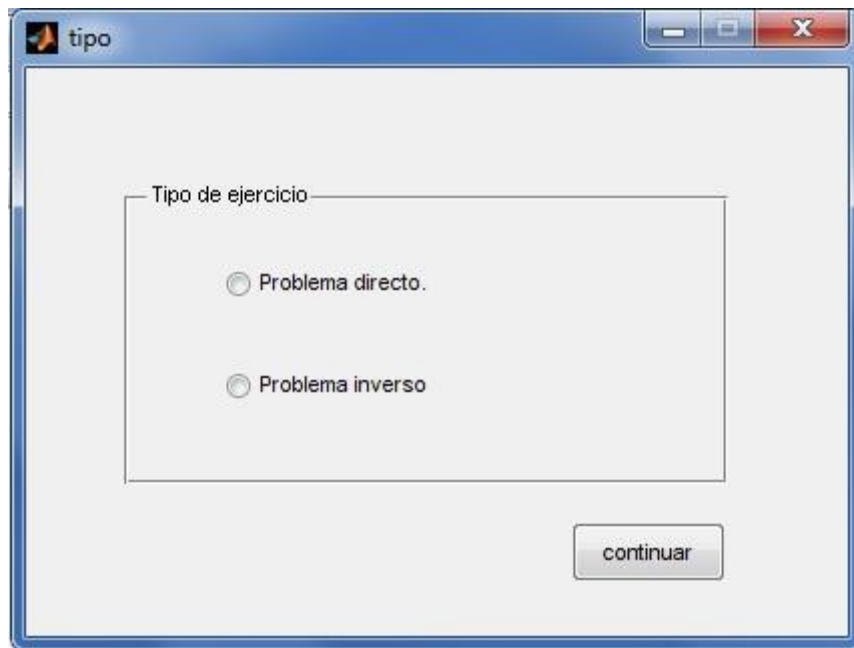 tipo
Tipo de ejercicio
Problema directo.
Problema inverso
continuar